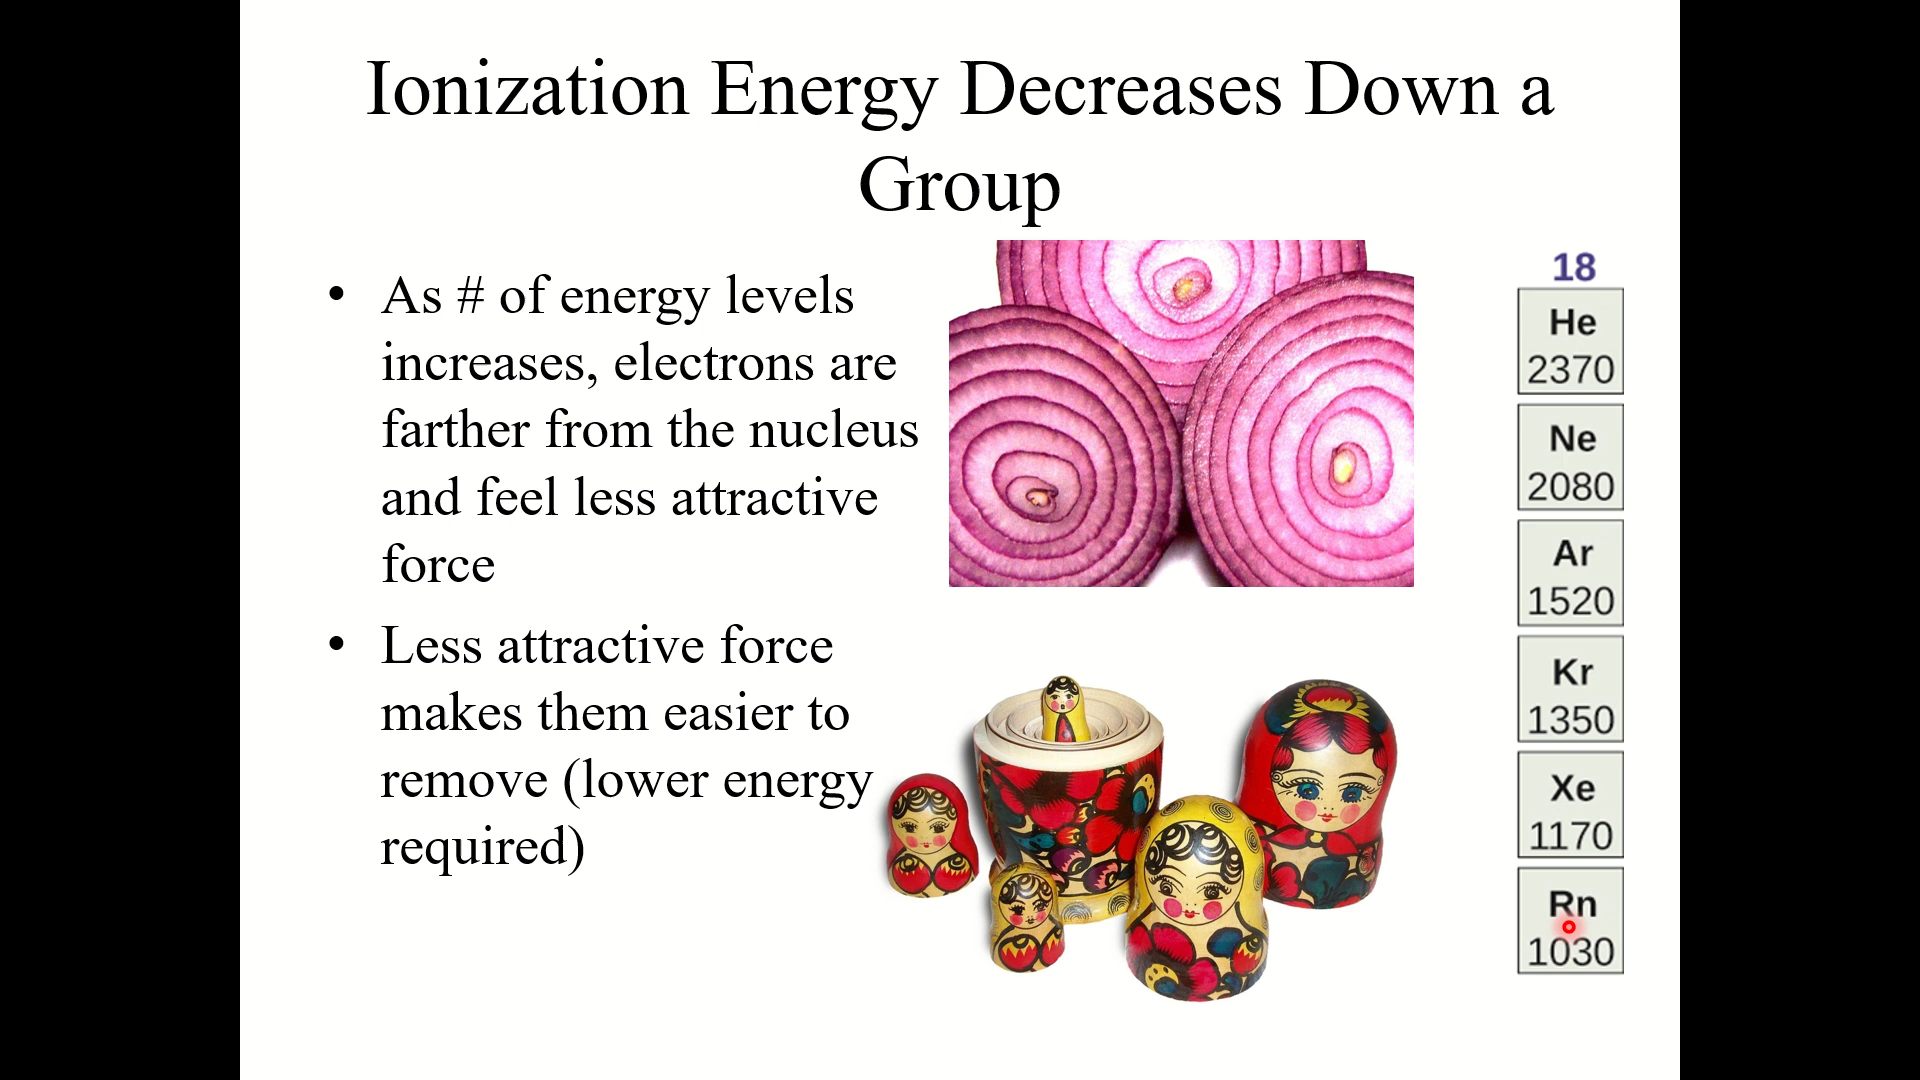 Ionization Energy Decreases Down a
Group
• As # of energy levels
increases, electrons are
farther from the nucleus
and feel less attractive
force
• Less attractive force
makes them easier to
remove (lower energy
required)
18
He
2370
Ne
2080
Ar
1520
Kr
1350
Xe
1170
Rn
1030